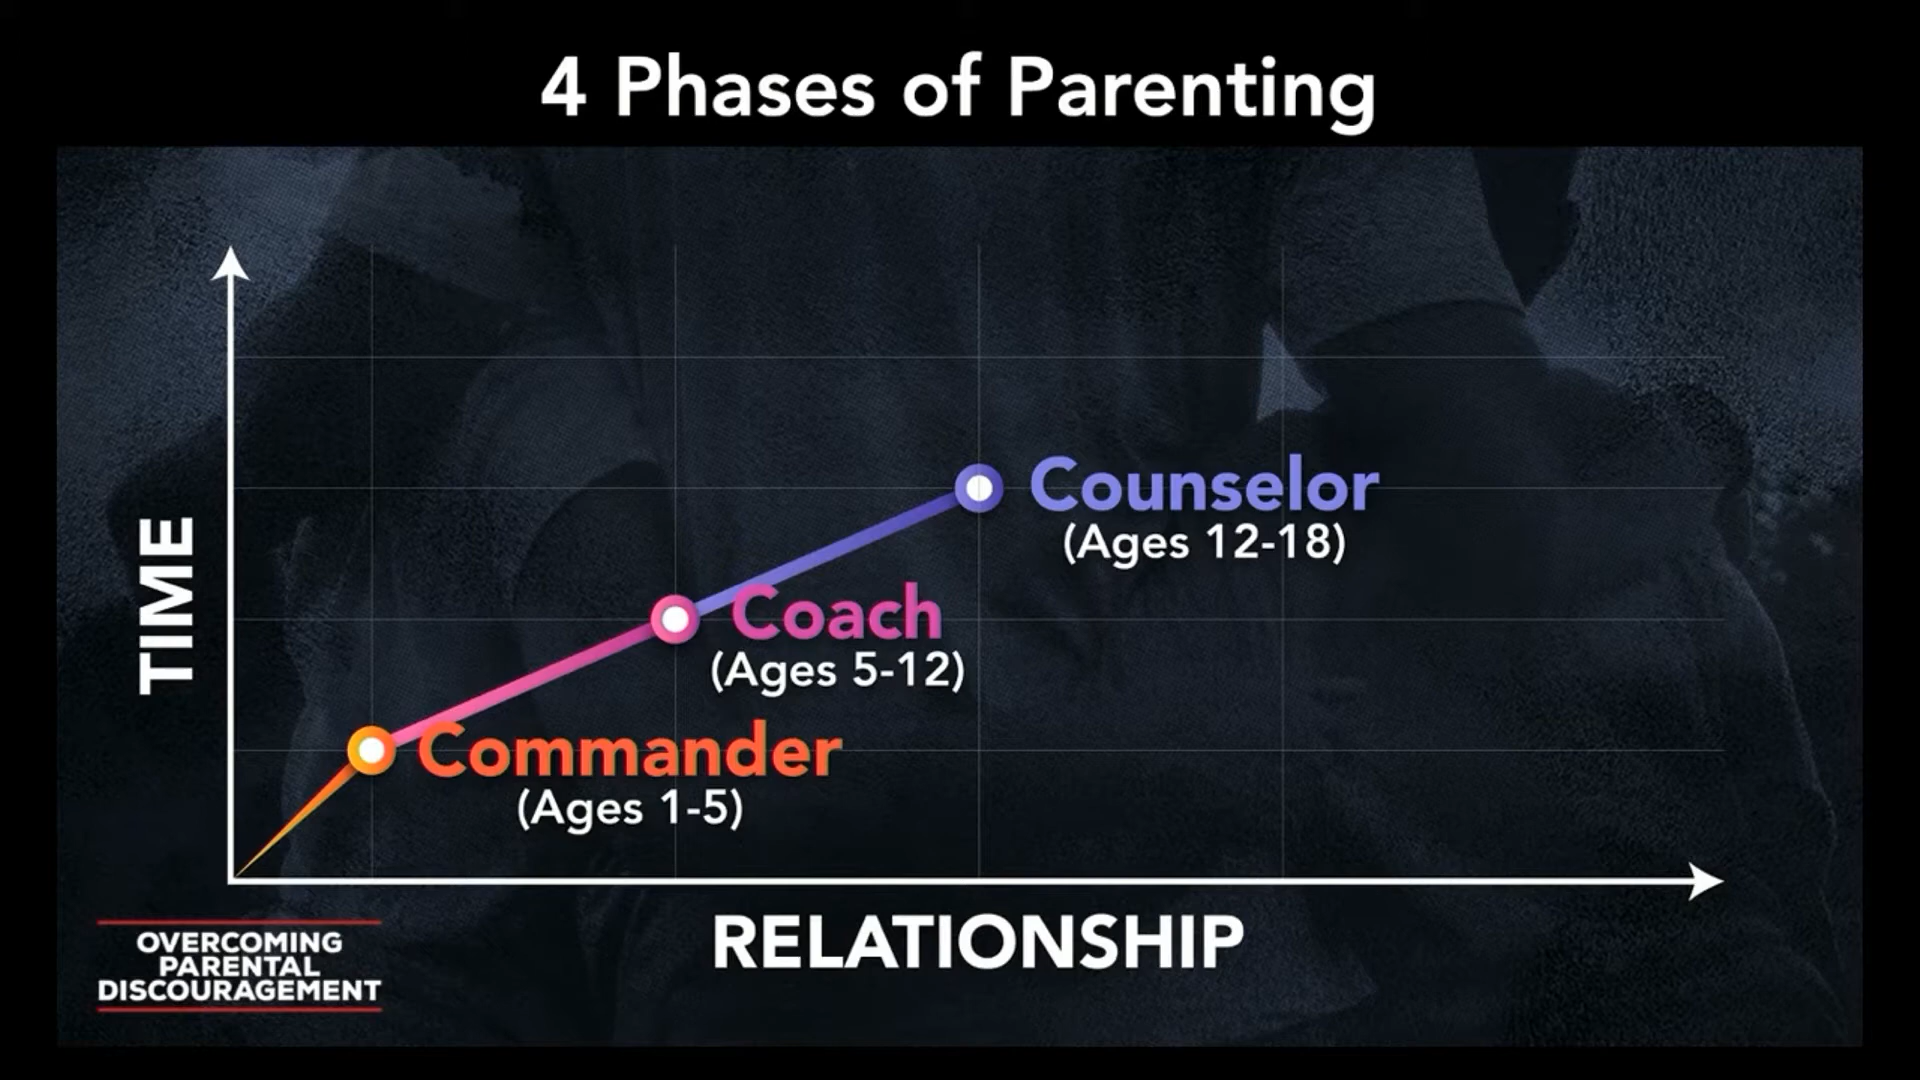 4 Phases of Parenting
TIME
Counselor
(Ages 12-18)
Coach
(Ages 5-12)
Commander
(Ages 1-5)
RELATIONSHIP
OVERCOMING
PARENTAL
DISCOURAGEMENT